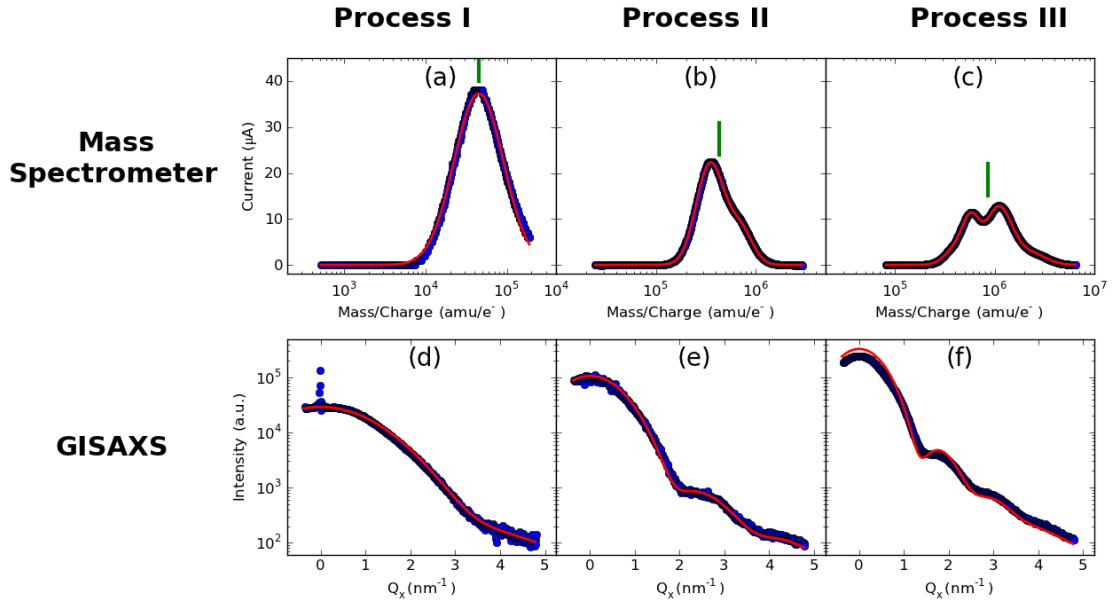 Process I
Process II
Process III
Mass
Spectrometer
GISAXS
(a)
(b)
(c)
Current (μA)
40
30
20
10
0
10³
10⁴
10⁵
10⁴
10⁵
10⁶
10⁵
10⁶
10⁷
Mass/Charge (amu/e⁻ )
Mass/Charge (amu/e⁻ )
Mass/Charge (amu/e⁻ )
(d)
(e)
(f)
Intensity (a.u.)
10⁵
10⁴
10³
10²
0 1 2 3 4 5
0 1 2 3 4 5
0 1 2 3 4 5
Qₓ(nm⁻¹)
Qₓ(nm⁻¹)
Qₓ(nm⁻¹)